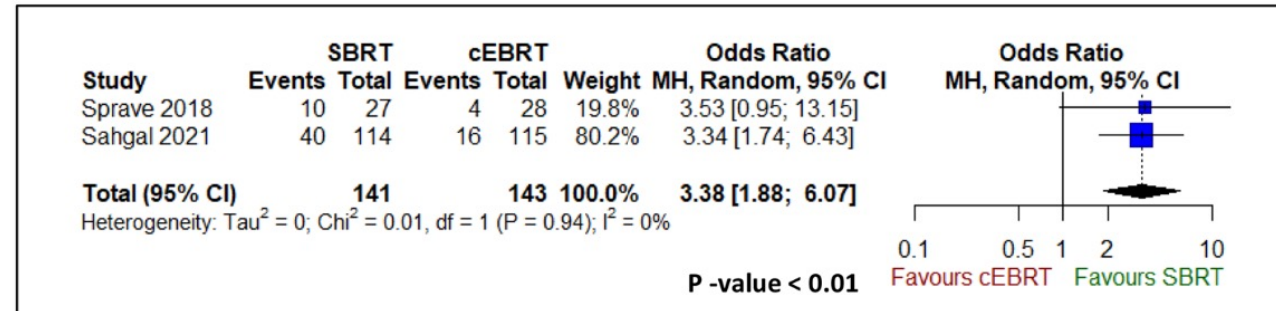 SBRT cEBRT Odds Ratio Odds Ratio
Study Events Total Events Total Weight MH, Random, 95% CI MH, Random, 95% CI
Sprave 2018 10 27 4 28 19.8% 3.53 [0.95; 13.15]
Sahgal 2021 40 114 16 115 80.2% 3.34 [1.74; 6.43]
Total (95% CI) 141 143 100.0% 3.38 [1.88; 6.07]
Heterogeneity: Tau² = 0; Chi² = 0.01, df = 1 (P = 0.94); I² = 0%
0.1 0.5 1 2 10
P -value < 0.01 Favours cEBRT Favours SBRT